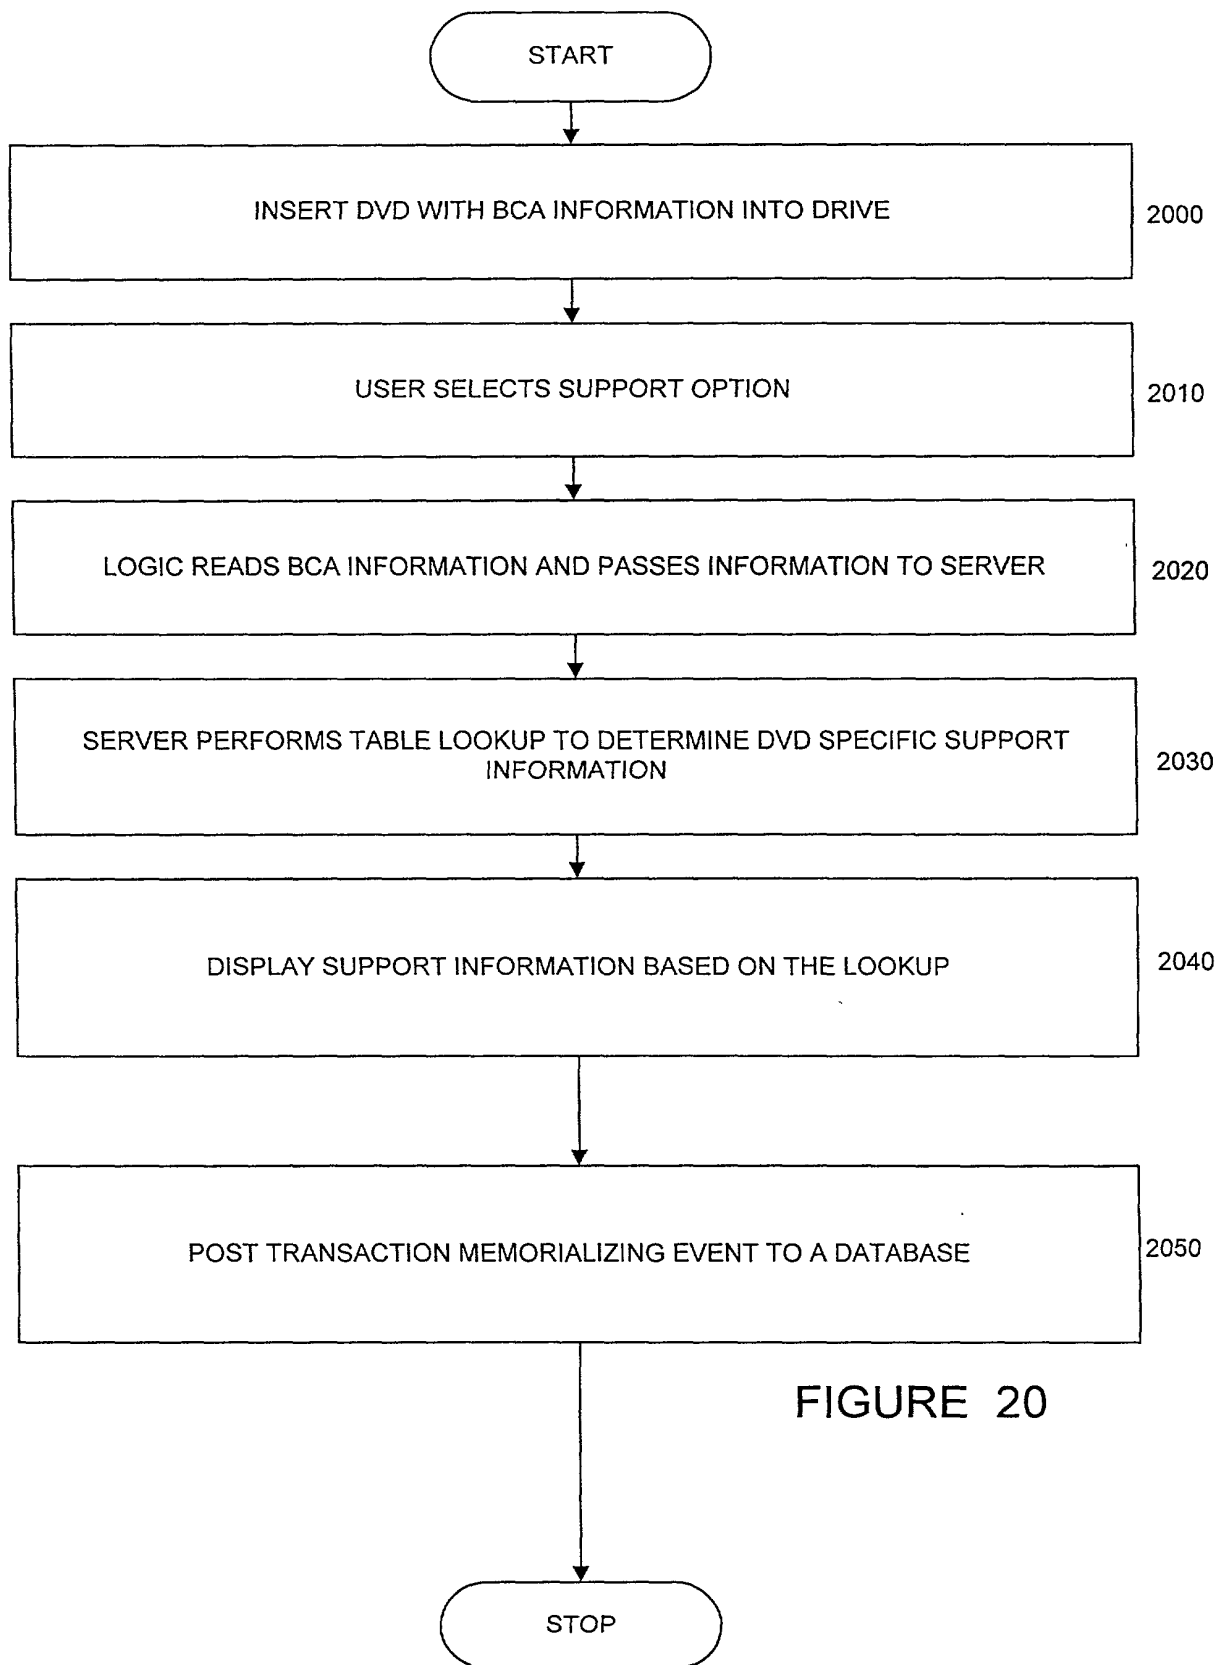 START
INSERT DVD WITH BCA INFORMATION INTO DRIVE
2000
USER SELECTS SUPPORT OPTION
2010
LOGIC READS BCA INFORMATION AND PASSES INFORMATION TO SERVER
2020
SERVER PERFORMS TABLE LOOKUP TO DETERMINE DVD SPECIFIC SUPPORT
INFORMATION
2030
DISPLAY SUPPORT INFORMATION BASED ON THE LOOKUP
2040
POST TRANSACTION MEMORIALIZING EVENT TO A DATABASE
2050
FIGURE 20
STOP